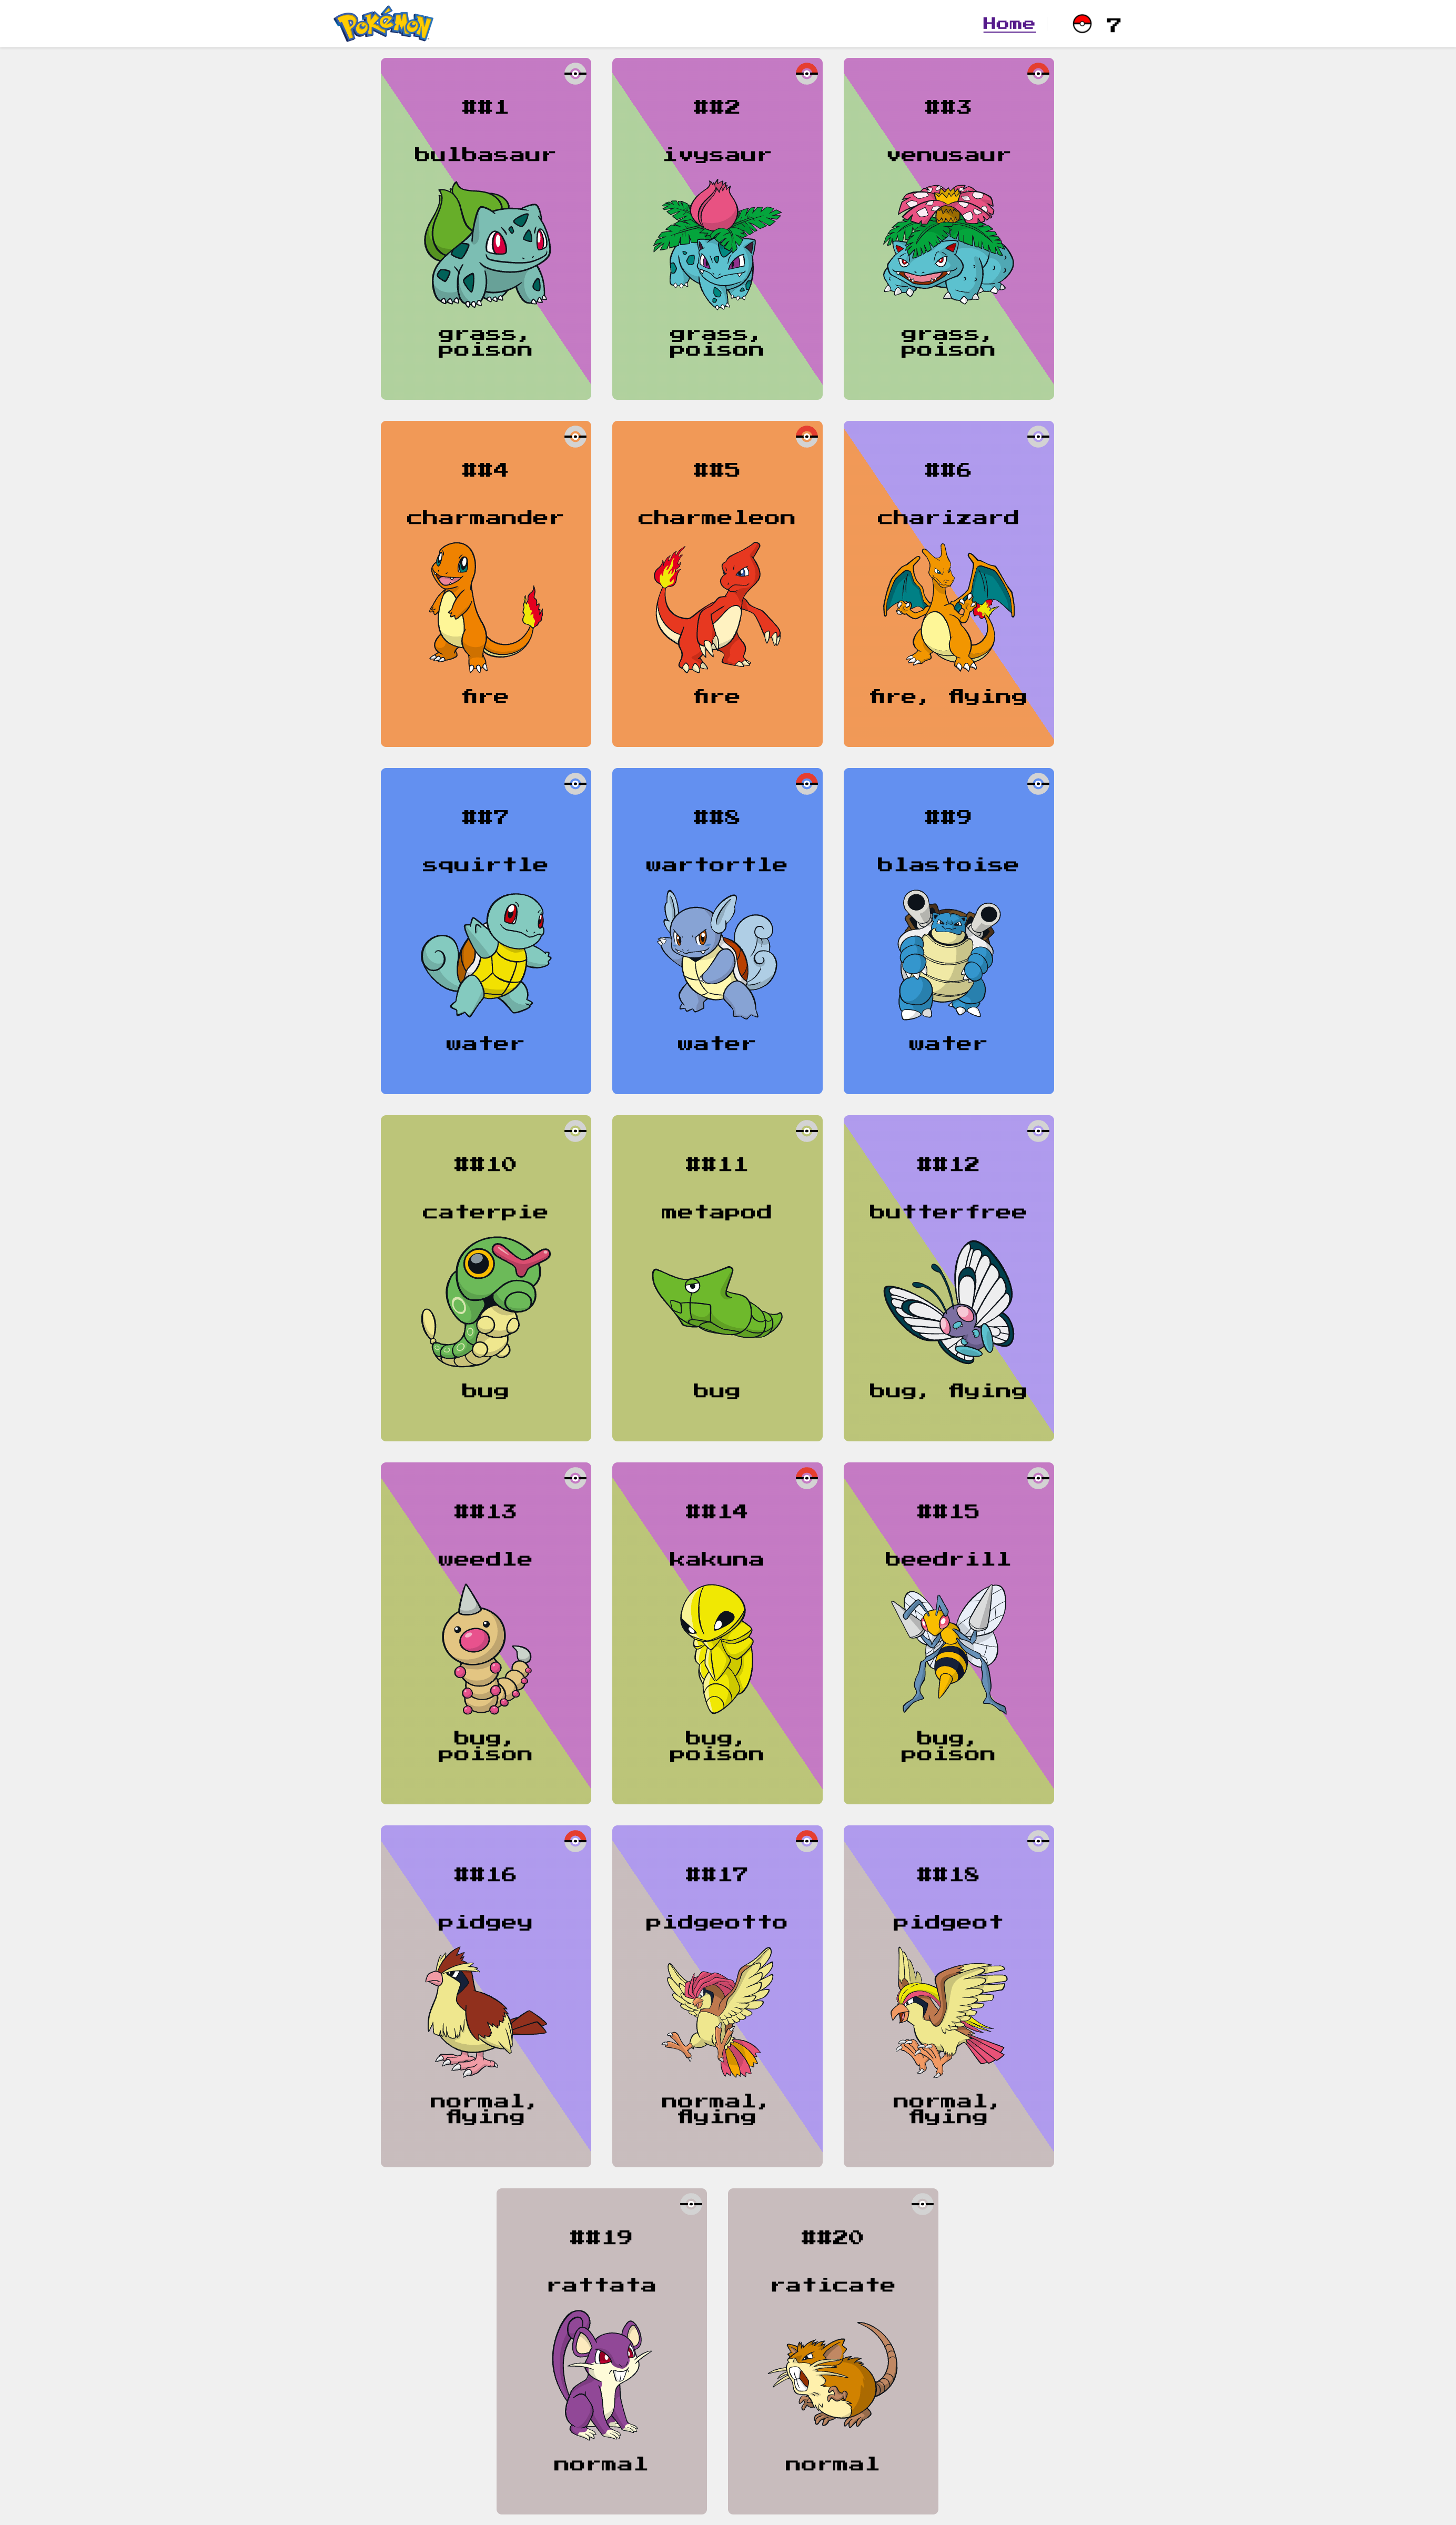 Pokémon
Home
7
##1
bulbasaur
grass,
poison
##2
ivysaur
grass,
poison
##3
venusaur
grass,
poison
##4
charmander
fire
##5
charmeleon
fire
##6
charizard
fire, flying
##7
squirtle
water
##8
wartortle
water
##9
blastoise
water
##10
caterpie
bug
##11
metapod
bug
##12
butterfree
bug, flying
##13
weedle
bug,
poison
##14
kakuna
bug,
poison
##15
beedrill
bug,
poison
##16
pidgey
normal,
flying
##17
pidgeotto
normal,
flying
##18
pidgeot
normal,
flying
##19
rattata
normal
##20
raticate
normal